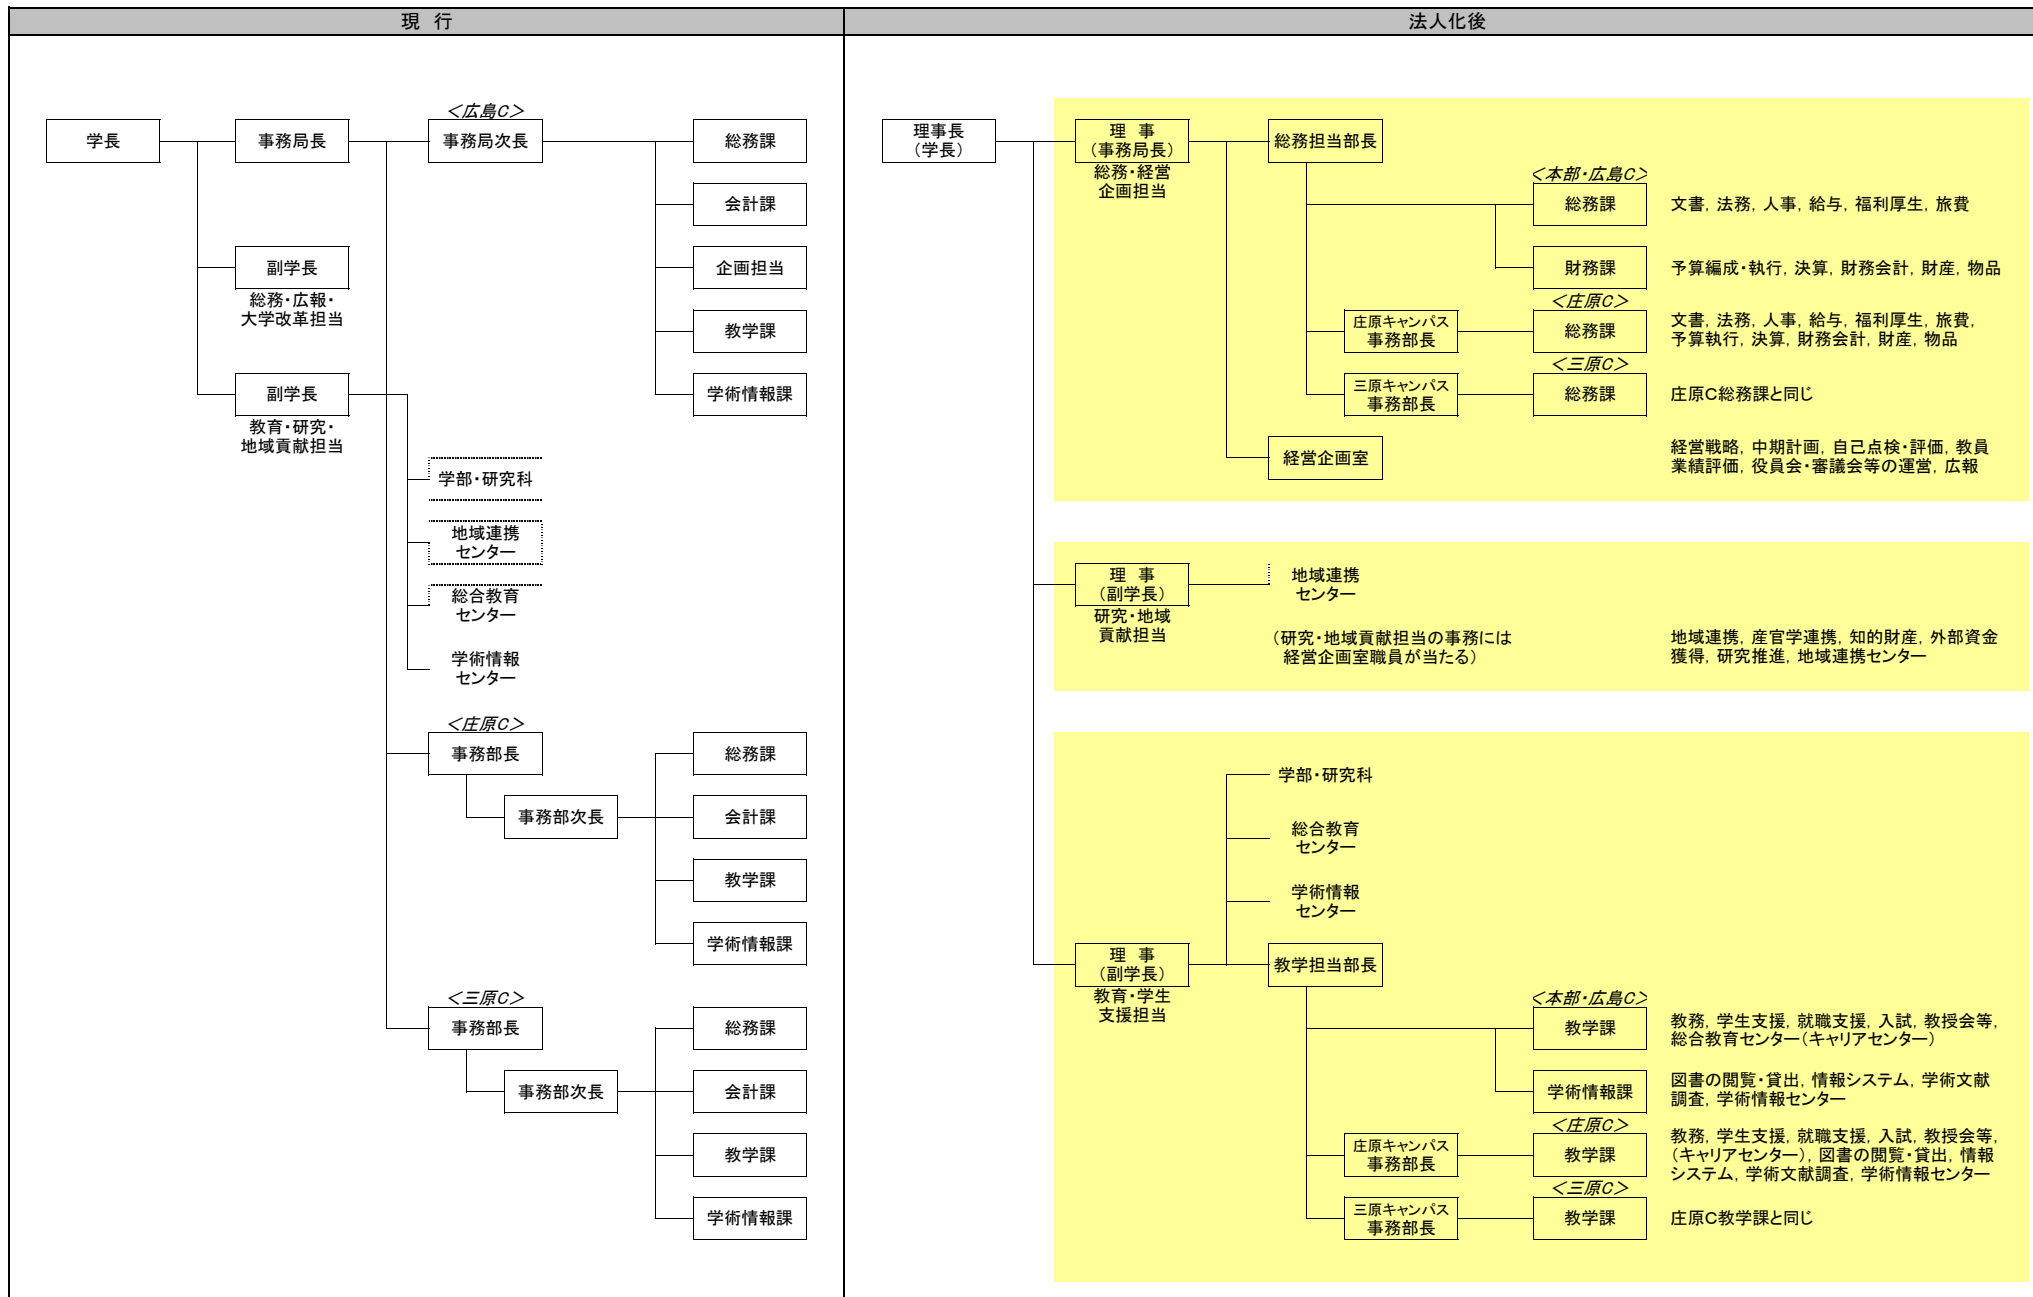 現 行
＜広島C＞
学長
事務局長
事務局次長
総務課
会計課
副学長
企画担当
総務・広報・
大学改革担当
教学課
副学長
学術情報課
教育・研究・
地域貢献担当
学部・研究科
地域連携
センター
総合教育
センター
学術情報
センター
＜庄原C＞
事務部長
総務課
事務部次長
会計課
教学課
学術情報課
＜三原C＞
事務部長
総務課
事務部次長
会計課
教学課
学術情報課
法人化後
理事長
（学長）
理 事
（事務局長）
総務・経営
企画担当
総務担当部長
＜本部・広島C＞
総務課
文書，法務，人事，給与，福利厚生，旅費
財務課
予算編成・執行，決算，財務会計，財産，物品
＜庄原C＞
庄原キャンパス
事務部長
総務課
文書，法務，人事，給与，福利厚生，旅費，
予算執行，決算，財務会計，財産，物品
＜三原C＞
三原キャンパス
事務部長
総務課
庄原C総務課と同じ
経営企画室
経営戦略，中期計画，自己点検・評価，教員
業績評価，役員会・審議会等の運営，広報
理 事
（副学長）
研究・地域
貢献担当
地域連携
センター
（研究・地域貢献担当の事務には
経営企画室職員が当たる）
地域連携，産官学連携，知的財産，外部資金
獲得，研究推進，地域連携センター
学部・研究科
総合教育
センター
学術情報
センター
理 事
（副学長）
教育・学生
支援担当
教学担当部長
＜本部・広島C＞
教学課
教務，学生支援，就職支援，入試，教授会等，
総合教育センター（キャリアセンター）
学術情報課
図書の閲覧・貸出，情報システム，学術文献
調査，学術情報センター
＜庄原C＞
庄原キャンパス
事務部長
教学課
教務，学生支援，就職支援，入試，教授会等，
（キャリアセンター），図書の閲覧・貸出，情報
システム，学術文献調査，学術情報センター
＜三原C＞
三原キャンパス
事務部長
教学課
庄原C教学課と同じ